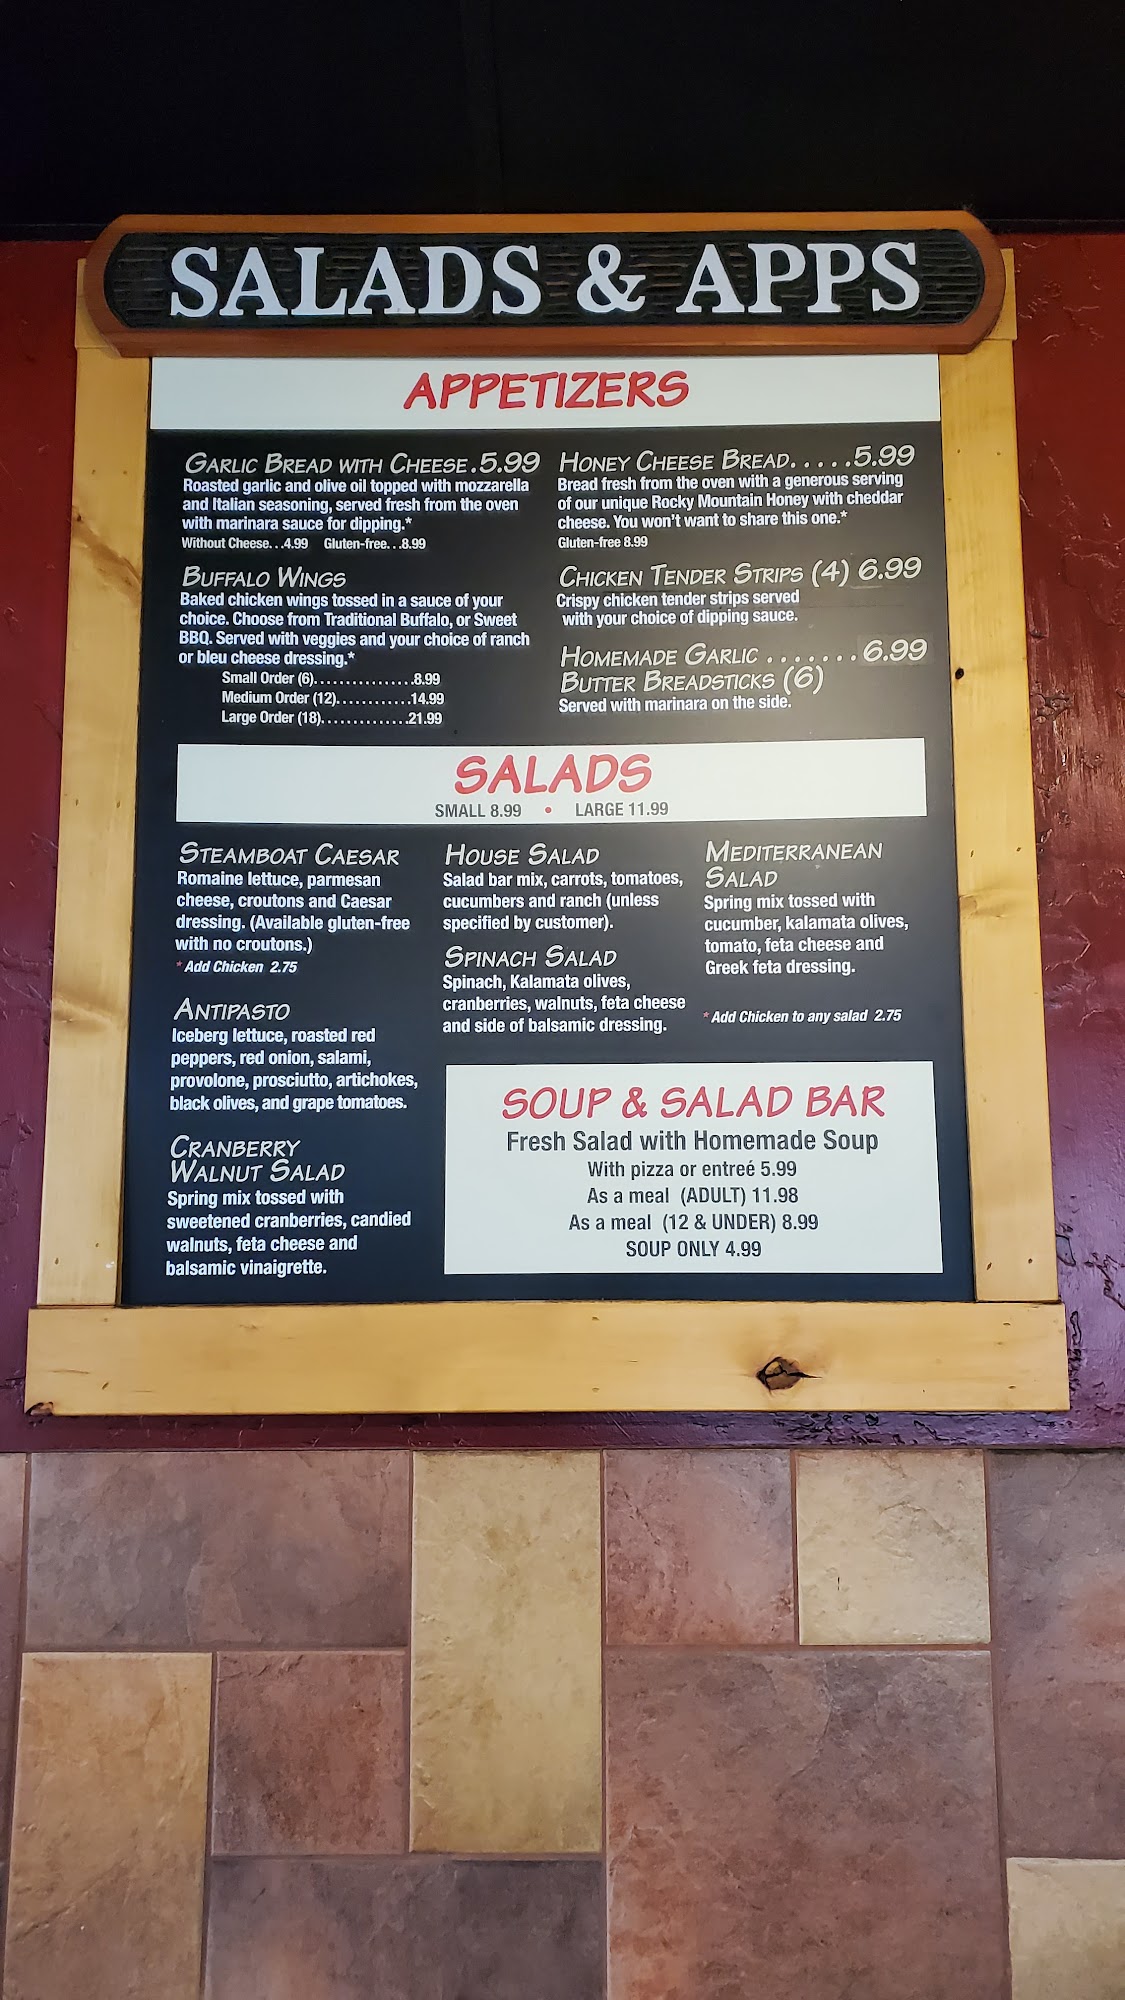 SALADS & APPS
APPETIZERS
GARLIC BREAD WITH CHEESE.5.99
Roasted garlic and olive oil topped with mozzarella
and Italian seasoning, served fresh from the oven
with marinara sauce for dipping.*
Without Cheese...4.99 Gluten-free...8.99
BUFFALO WINGS
Baked chicken wings tossed in a sauce of your
choice. Choose from Traditional Buffalo, or Sweet
BBQ. Served with veggies and your choice of ranch
or bleu cheese dressing.*
Small Order (6)................8.99
Medium Order (12)............14.99
Large Order (18)..............21.99
HONEY CHEESE BREAD.....5.99
Bread fresh from the oven with a generous serving
of our unique Rocky Mountain Honey with cheddar
cheese. You won't want to share this one.*
Gluten-free 8.99
CHICKEN TENDER STRIPS (4) 6.99
Crispy chicken tender strips served
with your choice of dipping sauce.
HOMEMADE GARLIC .......6.99
BUTTER BREADSTICKS (6)
Served with marinara on the side.
SALADS
SMALL 8.99 • LARGE 11.99
STEAMBOAT CAESAR
Romaine lettuce, parmesan
cheese, croutons and Caesar
dressing. (Available gluten-free
with no croutons.)
* Add Chicken 2.75
ANTIPASTO
Iceberg lettuce, roasted red
peppers, red onion, salami,
provolone, prosciutto, artichokes,
black olives, and grape tomatoes.
CRANBERRY
WALNUT SALAD
Spring mix tossed with
sweetened cranberries, candied
walnuts, feta cheese and
balsamic vinaigrette.
HOUSE SALAD
Salad bar mix, carrots, tomatoes,
cucumbers and ranch (unless
specified by customer).
SPINACH SALAD
Spinach, Kalamata olives,
cranberries, walnuts, feta cheese
and side of balsamic dressing.
MEDITERRANEAN
SALAD
Spring mix tossed with
cucumber, kalamata olives,
tomato, feta cheese and
Greek feta dressing.
* Add Chicken to any salad 2.75
SOUP & SALAD BAR
Fresh Salad with Homemade Soup
With pizza or entreé 5.99
As a meal (ADULT) 11.98
As a meal (12 & UNDER) 8.99
SOUP ONLY 4.99